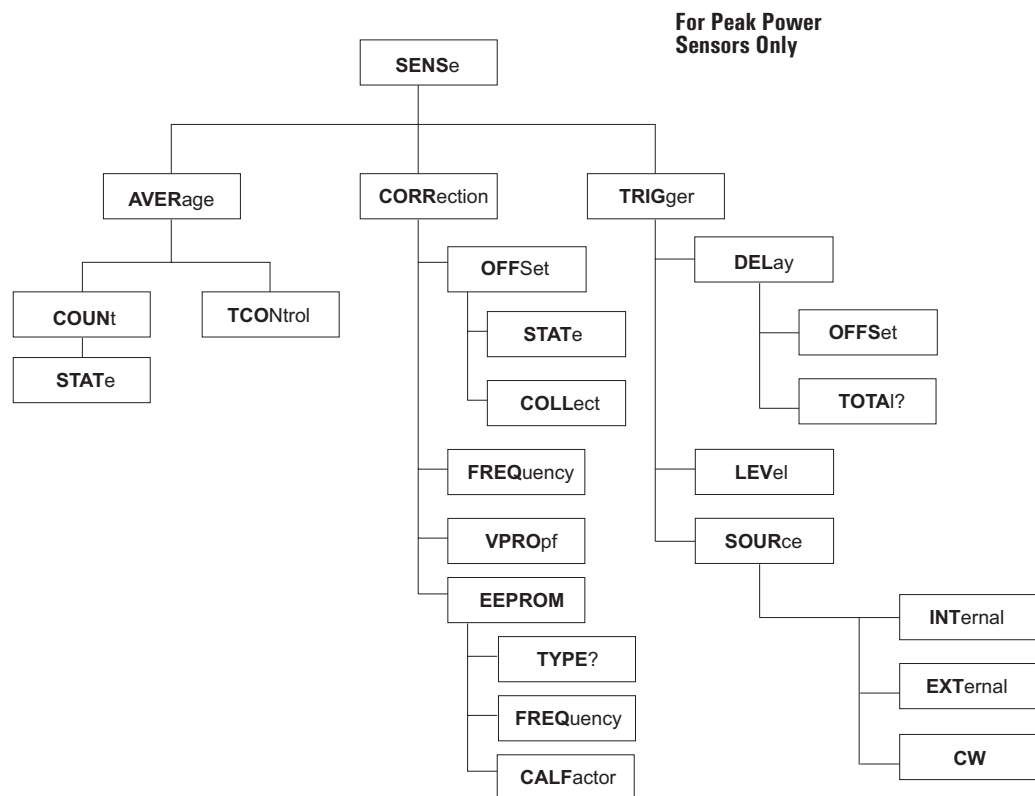 For Peak Power
Sensors Only
SENSe
AVERage
CORRection
TRIGger
COUNt
STATe
TCONtrol
OFFSet
STATe
COLLect
FREQuency
VPROpf
EEPROM
TYPE?
FREQuency
CALFactor
DELay
OFFSet
TOTAl?
LEVel
SOURce
INTernal
EXTernal
CW